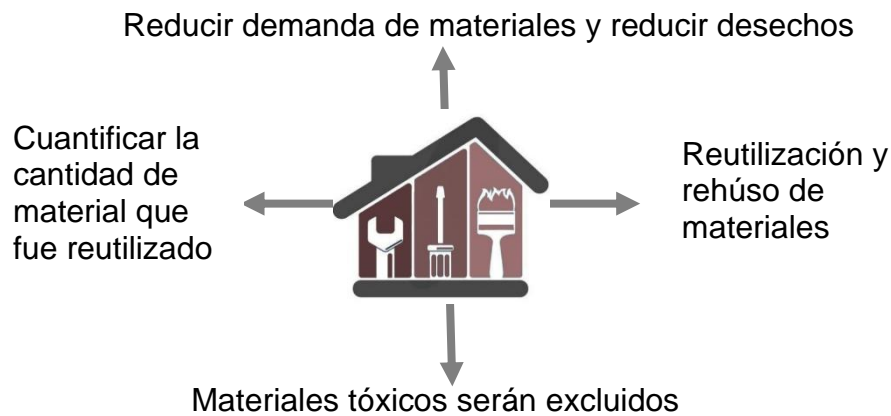 Reducir demanda de materiales y reducir desechos
Cuantificar la
cantidad de
material que
fue reutilizado
Reutilización y
rehúso de
materiales
Materiales tóxicos serán excluidos